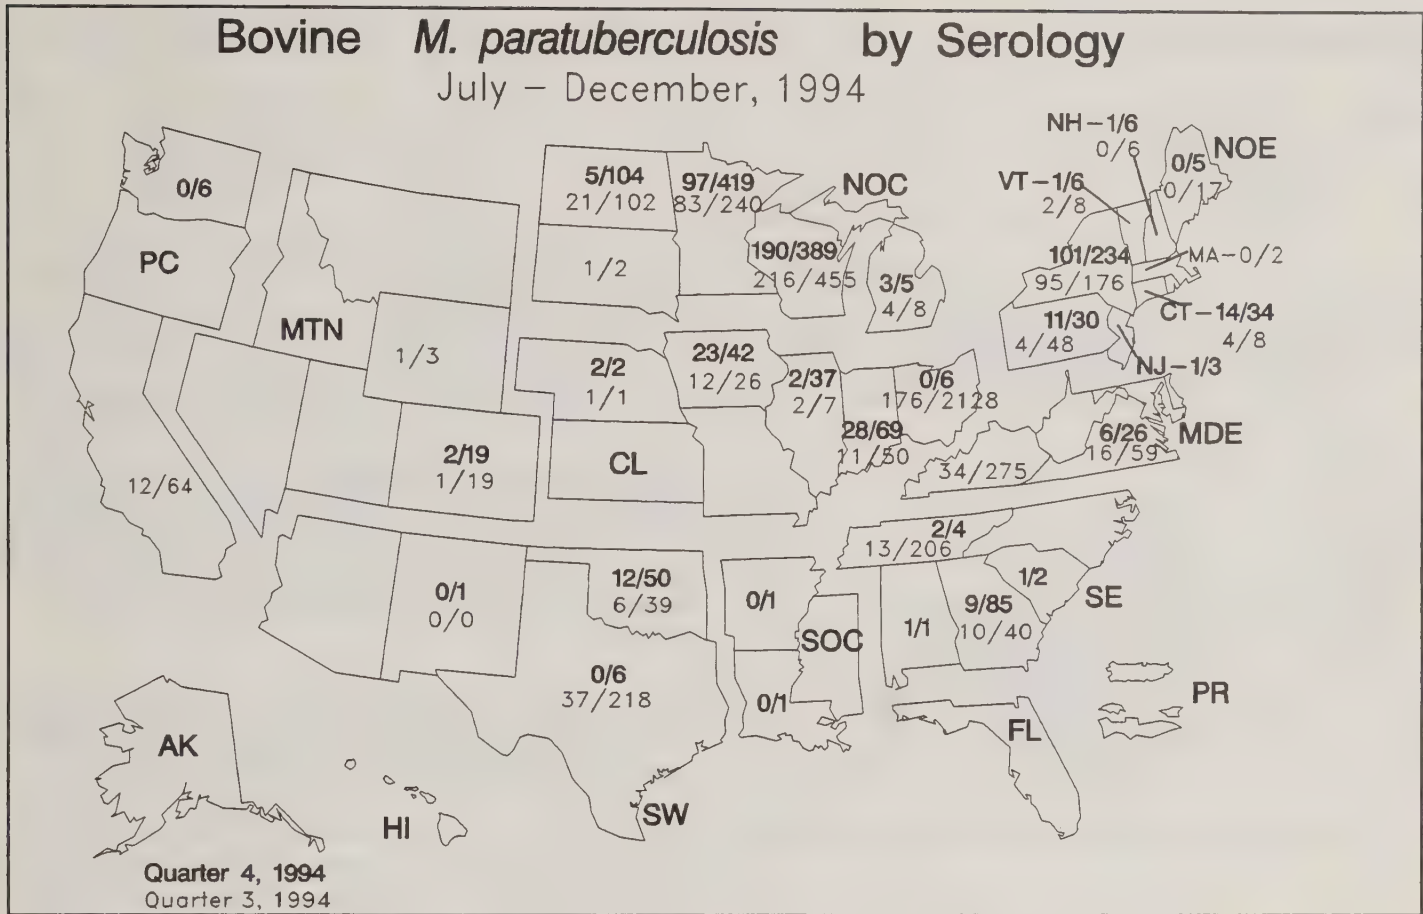 Bovine M. paratuberculosis by Serology
July – December, 1994
NH–1/6
0/6
NOE
0/5
0/17
VT–1/6
2/8
0/6
5/104
21/102
97/419
83/240
NOC
PC
1/2
190/389
216/455
3/5
4/8
101/234
95/176
MA-0/2
CT–14/34
4/8
11/30
4/48
NJ–1/3
MTN
1/3
2/2
1/1
23/42
12/26
2/37
2/7
0/6
176/2128
28/69
11/50
6/26
16/59
MDE
12/64
2/19
1/19
CL
34/275
2/4
13/206
0/1
0/0
12/50
6/39
0/1
SOC
1/1
9/85
10/40
1/2
SE
0/6
37/218
0/1
PR
AK
HI
SW
FL
Quarter 4, 1994
Quarter 3, 1994